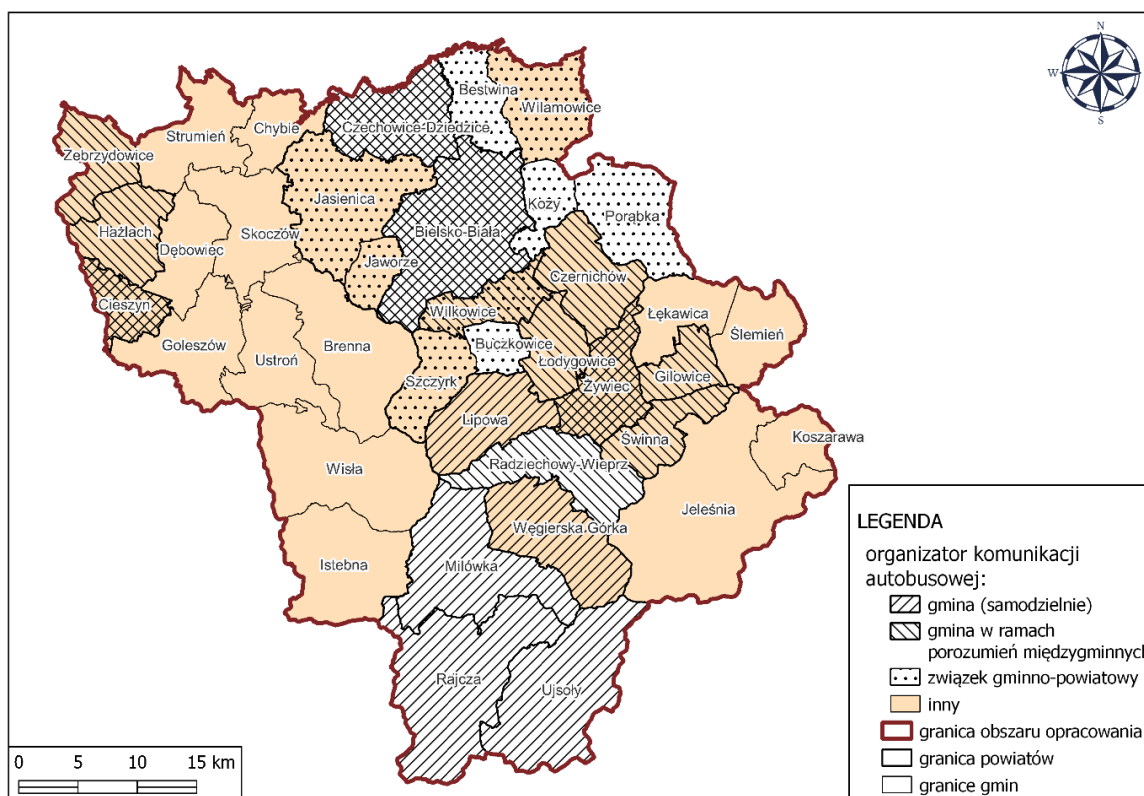 N
W
E
S
Bestwina
Wilamowice
Czechowice-Dziedzice
Chybie
Strumień
Zebrzydowice
Jasienica
Kozy
Porąbka
Hażlach
Skoczów
Bielsko-Biała
Dębowiec
Jaworze
Czernichów
Cieszyn
Wilkowice
Łękawica
Ślemień
Goleszów
Ustroń
Brenna
Buczkowice
Łodygowice
Gilowice
Szczyrk
Żywiec
Lipowa
Świnna
Koszarawa
Wisła
Radziechowy-Wieprz
Jeleśnia
Węgierska Górka
Istebna
Milówka
Rajcza
Ujsoły
LEGENDA
organizator komunikacji
autobusowej:
gmina (samodzielnie)
gmina w ramach
porozumień międzygminnych
związek gminno-powiatowy
inny
granica obszaru opracowania
granica powiatów
granice gmin
0 5 10 15 km